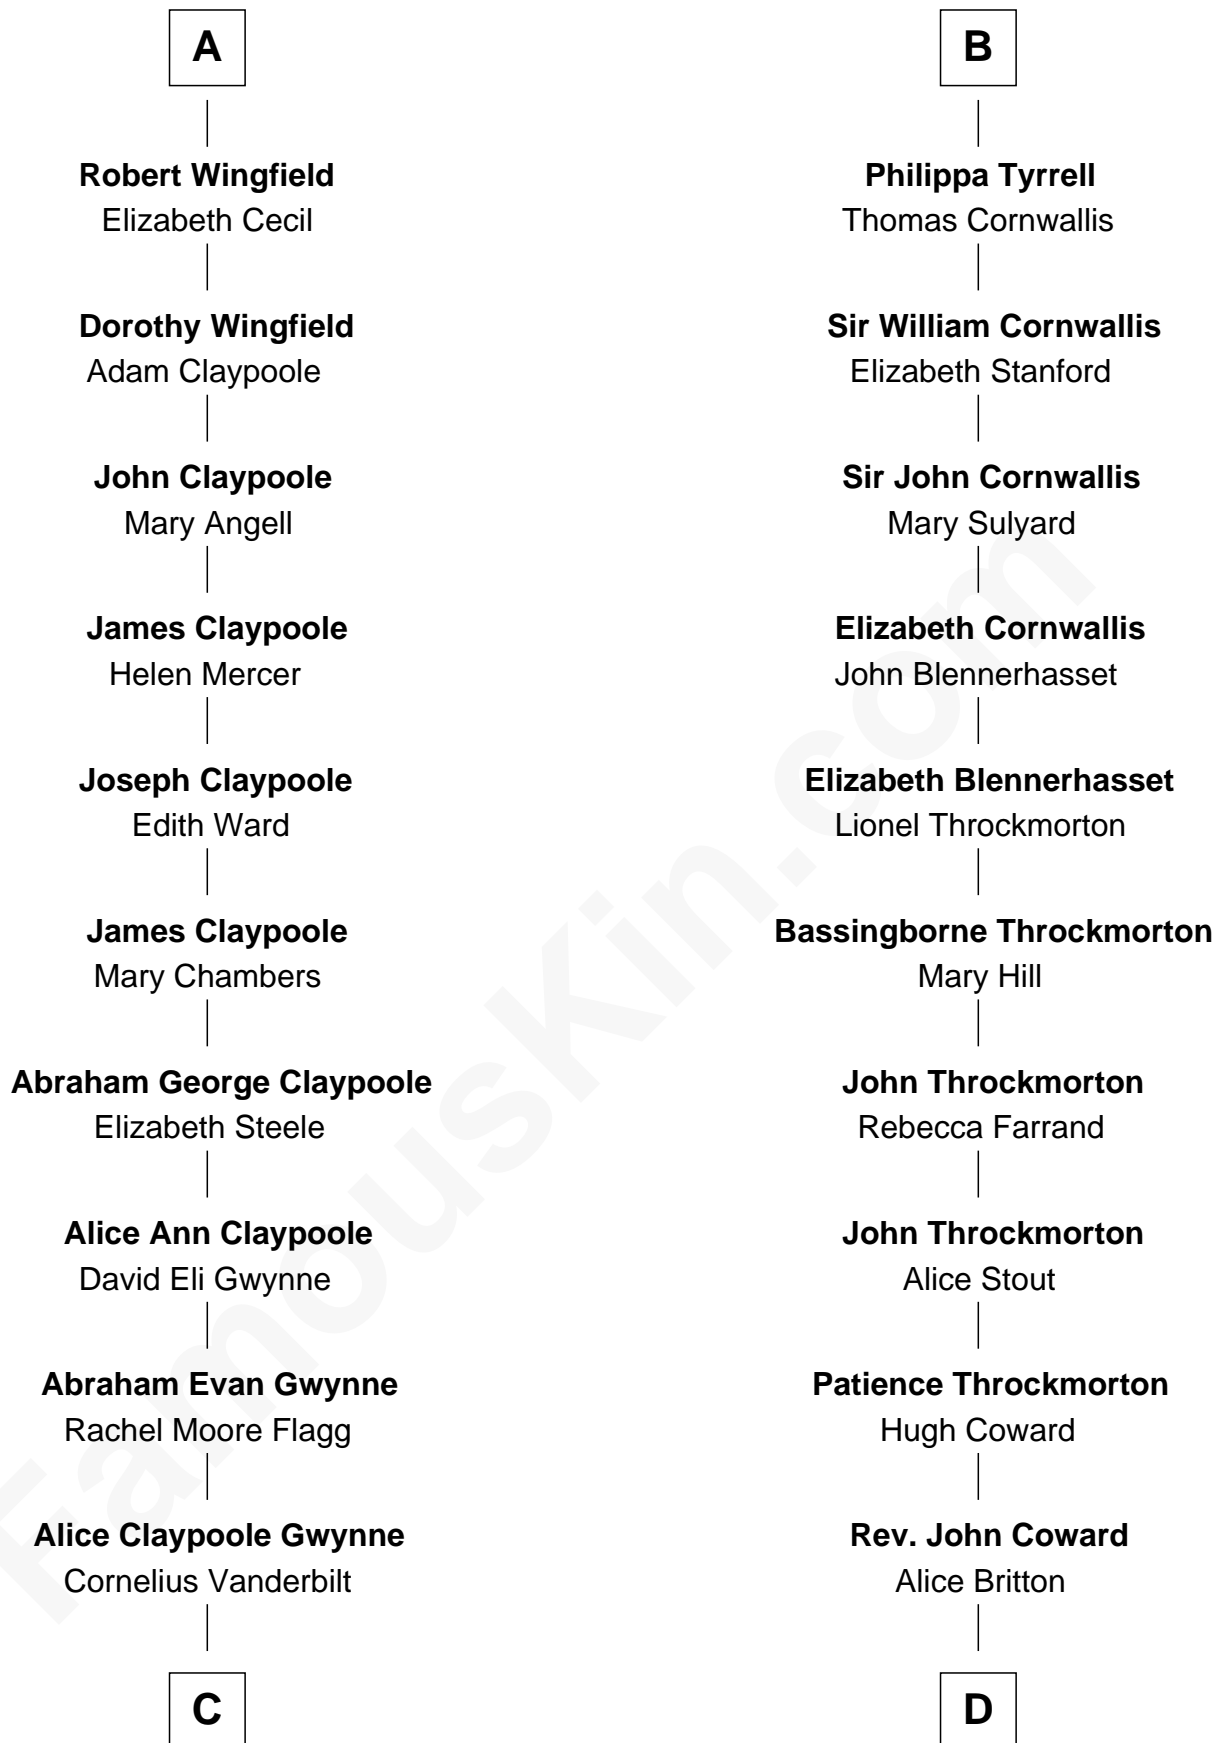 A
Robert Wingfield
Elizabeth Cecil
Dorothy Wingfield
Adam Claypoole
John Claypoole
Mary Angell
James Claypoole
Helen Mercer
Joseph Claypoole
Edith Ward
James Claypoole
Mary Chambers
Abraham George Claypoole
Elizabeth Steele
Alice Ann Claypoole
David Eli Gwynne
Abraham Evan Gwynne
Rachel Moore Flagg
Alice Claypoole Gwynne
Cornelius Vanderbilt
C
B
Philippa Tyrrell
Thomas Cornwallis
Sir William Cornwallis
Elizabeth Stanford
Sir John Cornwallis
Mary Sulyard
Elizabeth Cornwallis
John Blennerhasset
Elizabeth Blennerhasset
Lionel Throckmorton
Bassingborne Throckmorton
Mary Hill
John Throckmorton
Rebecca Farrand
John Throckmorton
Alice Stout
Patience Throckmorton
Hugh Coward
Rev. John Coward
Alice Britton
D
FamousKin.com